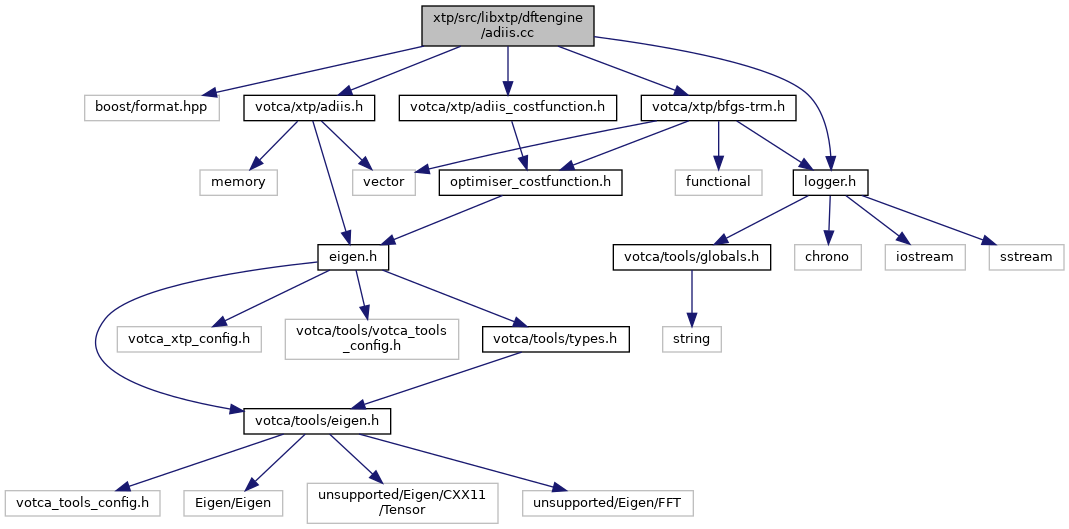 xtp/src/libxtp/dftengine
/adiis.cc
boost/format.hpp
votca/xtp/adiis.h
votca/xtp/adiis_costfunction.h
votca/xtp/bfgs-trm.h
memory
vector
optimiser_costfunction.h
functional
logger.h
eigen.h
votca/tools/globals.h
chrono
iostream
sstream
votca_xtp_config.h
votca/tools/votca_tools
_config.h
votca/tools/types.h
string
votca/tools/eigen.h
votca_tools_config.h
Eigen/Eigen
unsupported/Eigen/CXX11
/Tensor
unsupported/Eigen/FFT